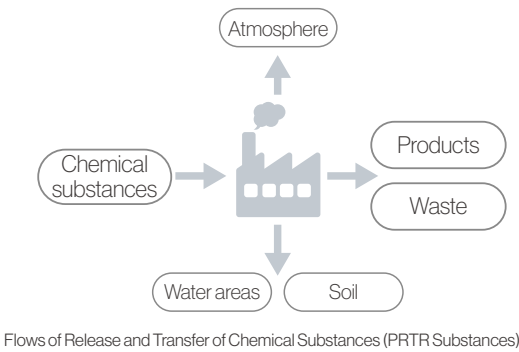 Atmosphere
Chemical
substances
Products
Waste
Water areas
Soil
Flows of Release and Transfer of Chemical Substances (PRTR Substances)